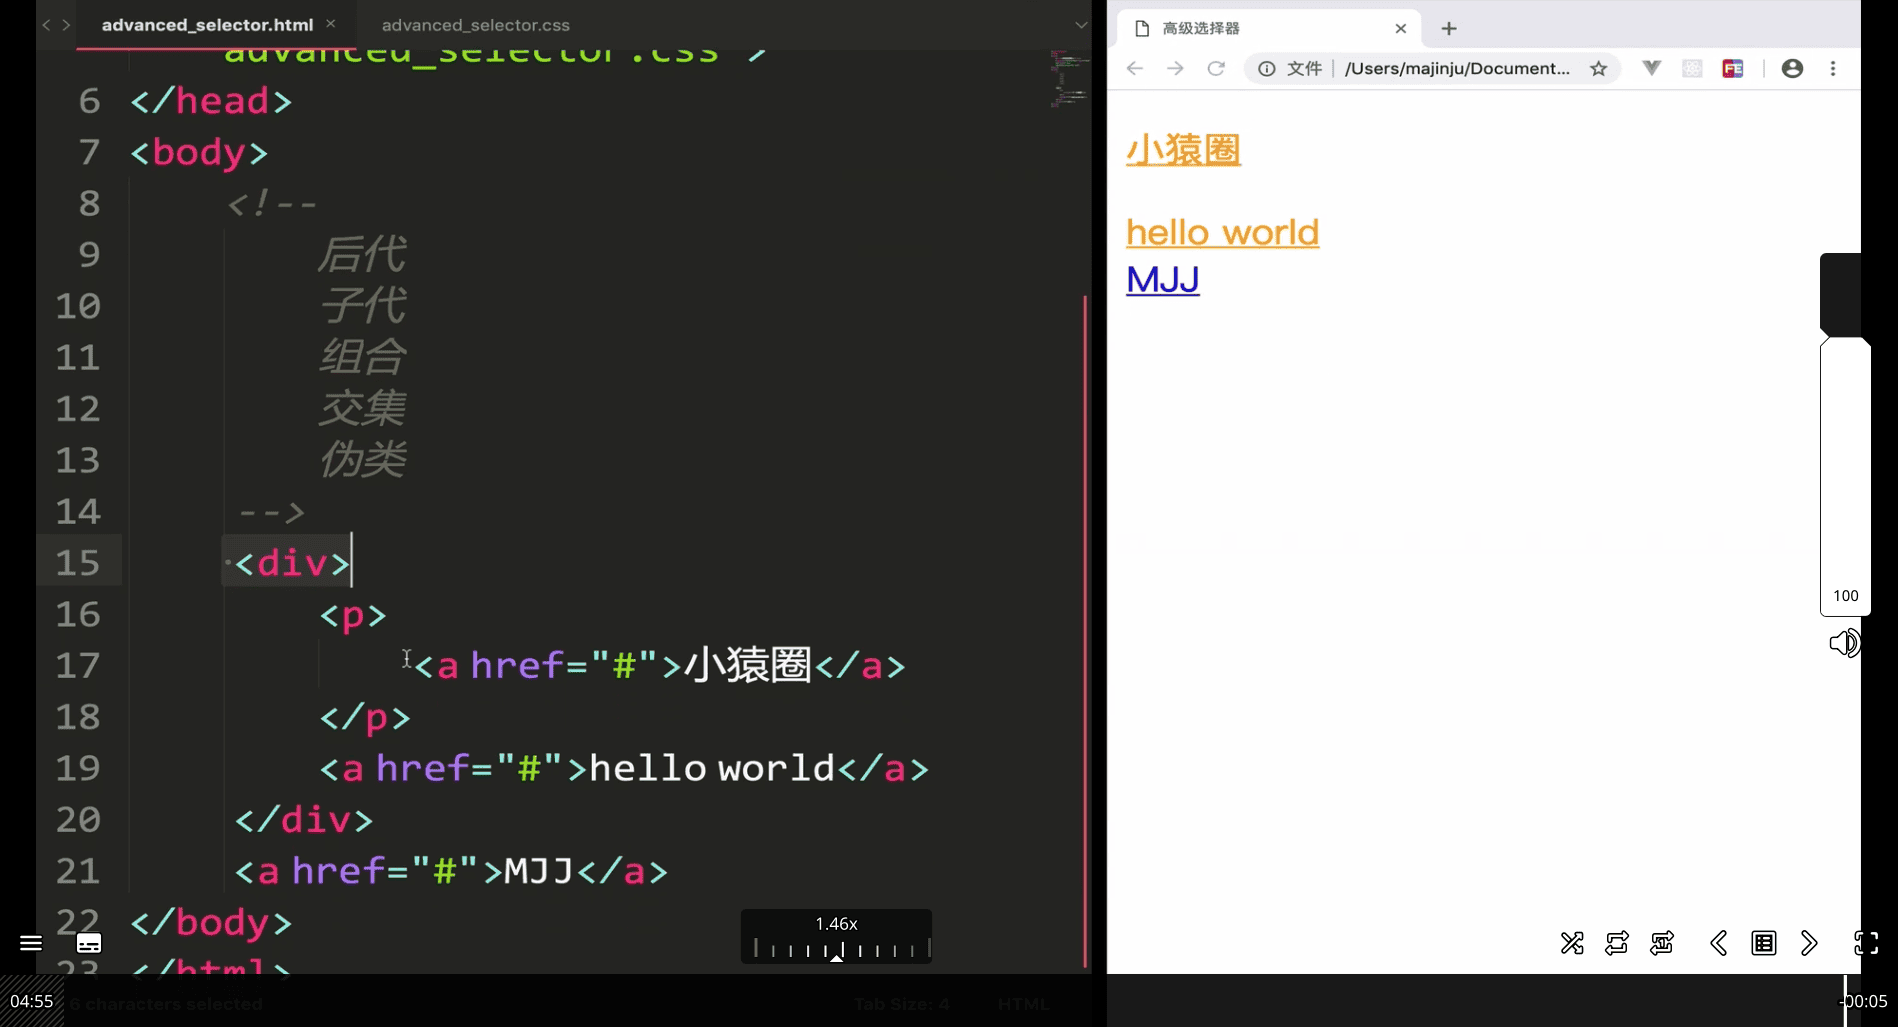 advanced_selector.html × advanced_selector.css
advanced_selector.css">
6 </head>
7 <body>
8 <!--
9 后代
10 子代
11 组合
12 交集
13 伪类
14 -->
15 <div>
16 <p>
17 <a href="#">小猿圈</a>
18 </p>
19 <a href="#">hello world</a>
20 </div>
21 <a href="#">MJJ</a>
22 </body>
23 </html>
1.46x
04:55 6 characters selected Tab Size: 4 HTML
高级选择器
文件 /Users/majinju/Document...
FE
小猿圈
hello world
MJJ
100
-00:05